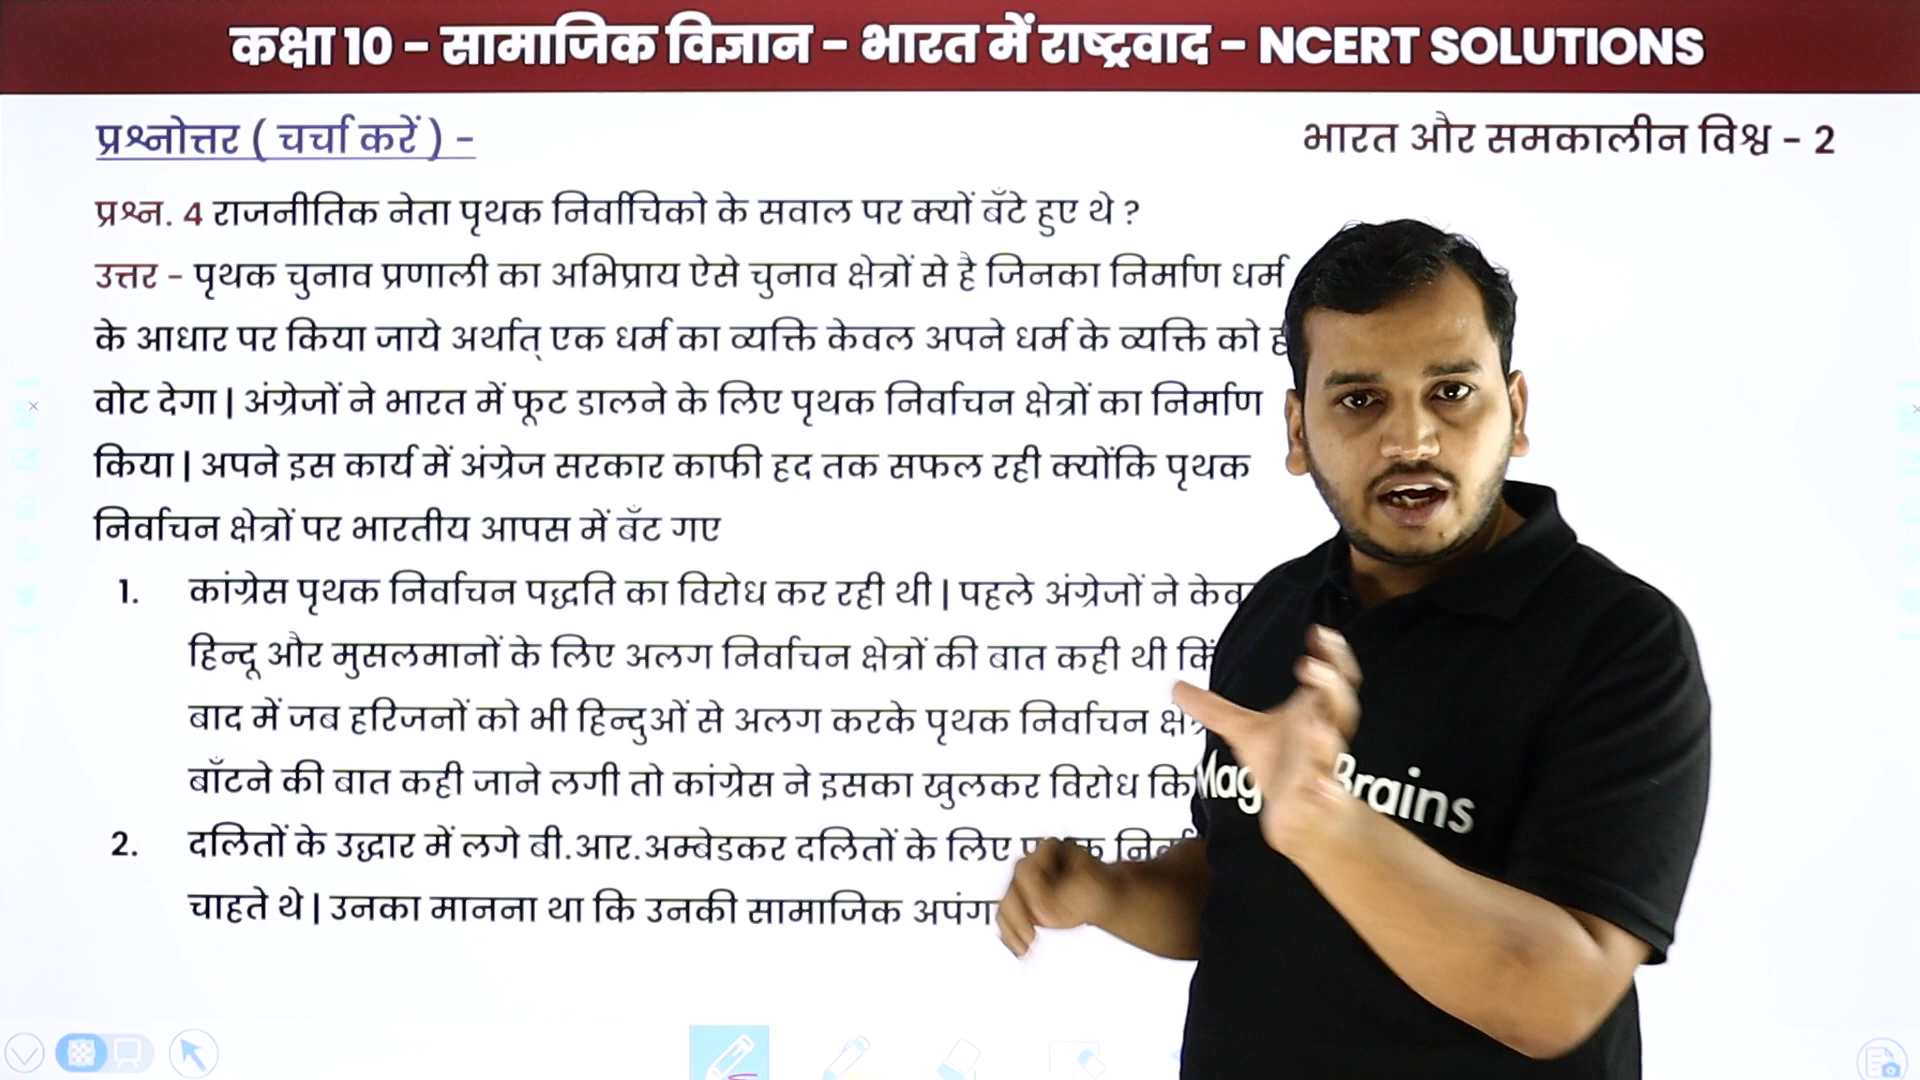 कक्षा 10 - सामाजिक विज्ञान - भारत में राष्ट्रवाद - NCERT SOLUTIONS
प्रश्नोत्तर ( चर्चा करें ) -
भारत और समकालीन विश्व - 2
प्रश्न. 4 राजनीतिक नेता पृथक निर्वाचिको के सवाल पर क्यों बँटे हुए थे ?
उत्तर - पृथक चुनाव प्रणाली का अभिप्राय ऐसे चुनाव क्षेत्रों से है जिनका निर्माण धर्म
के आधार पर किया जाये अर्थात् एक धर्म का व्यक्ति केवल अपने धर्म के व्यक्ति को
वोट देगा | अंग्रेजों ने भारत में फूट डालने के लिए पृथक निर्वाचन क्षेत्रों का निर्माण
किया | अपने इस कार्य में अंग्रेज सरकार काफी हद तक सफल रही क्योंकि पृथक
निर्वाचन क्षेत्रों पर भारतीय आपस में बँट गए
1. कांग्रेस पृथक निर्वाचन पद्धति का विरोध कर रही थी | पहले अंग्रेजों ने
हिन्दू और मुसलमानों के लिए अलग निर्वाचन क्षेत्रों की बात कही थी
बाद में जब हरिजनों को भी हिन्दुओं से अलग करके पृथक निर्वाचन
बाँटने की बात कही जाने लगी तो कांग्रेस ने इसका खुलकर विरोध
2. दलितों के उद्धार में लगे बी.आर.अम्बेडकर दलितों के लिए
चाहते थे | उनका मानना था कि उनकी सामाजिक
Brains